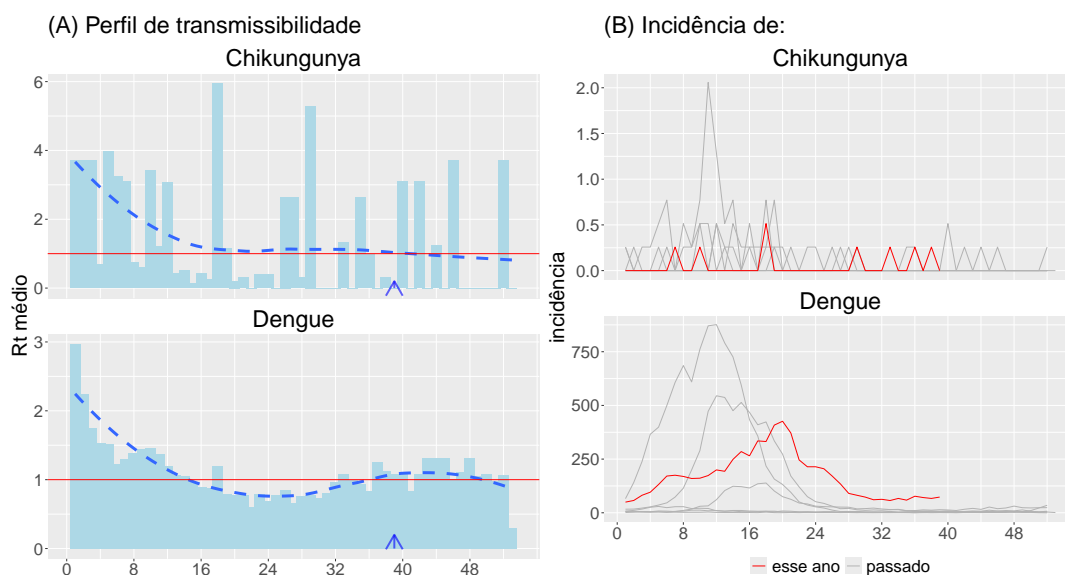 (A) Perfil de transmissibilidade
Chikungunya
6
4
2
0
Dengue
3
2
1
0
0 8 16 24 32 40 48
Rt médio
(B) Incidência de:
Chikungunya
2.0
1.5
1.0
0.5
0.0
Dengue
750
500
250
0
0 8 16 24 32 40 48
incidência
esse ano passado